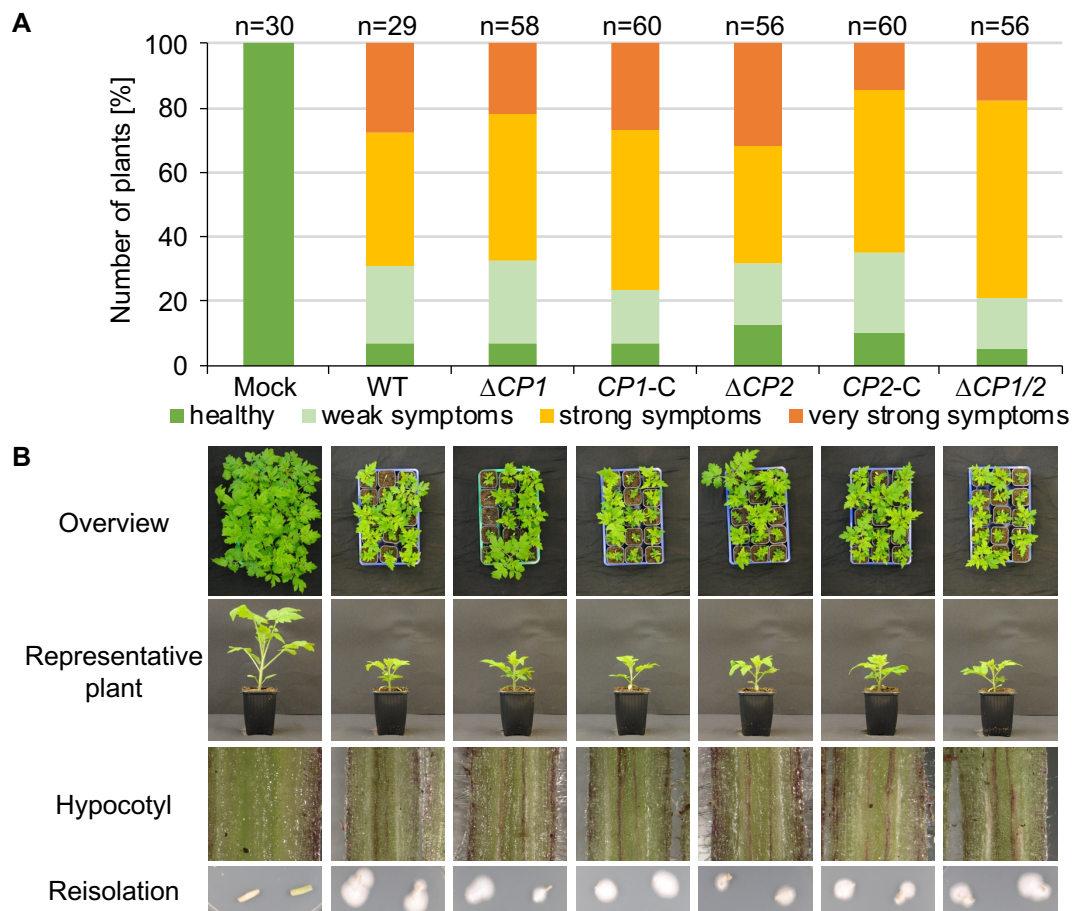 A
n=30 n=29 n=58 n=60 n=56 n=60 n=56
Number of plants [%]
100
80
60
40
20
0
Mock WT ΔCP1 CP1-C ΔCP2 CP2-C ΔCP1/2
healthy weak symptoms strong symptoms very strong symptoms
B
Overview
Representative
plant
Hypocotyl
Reisolation